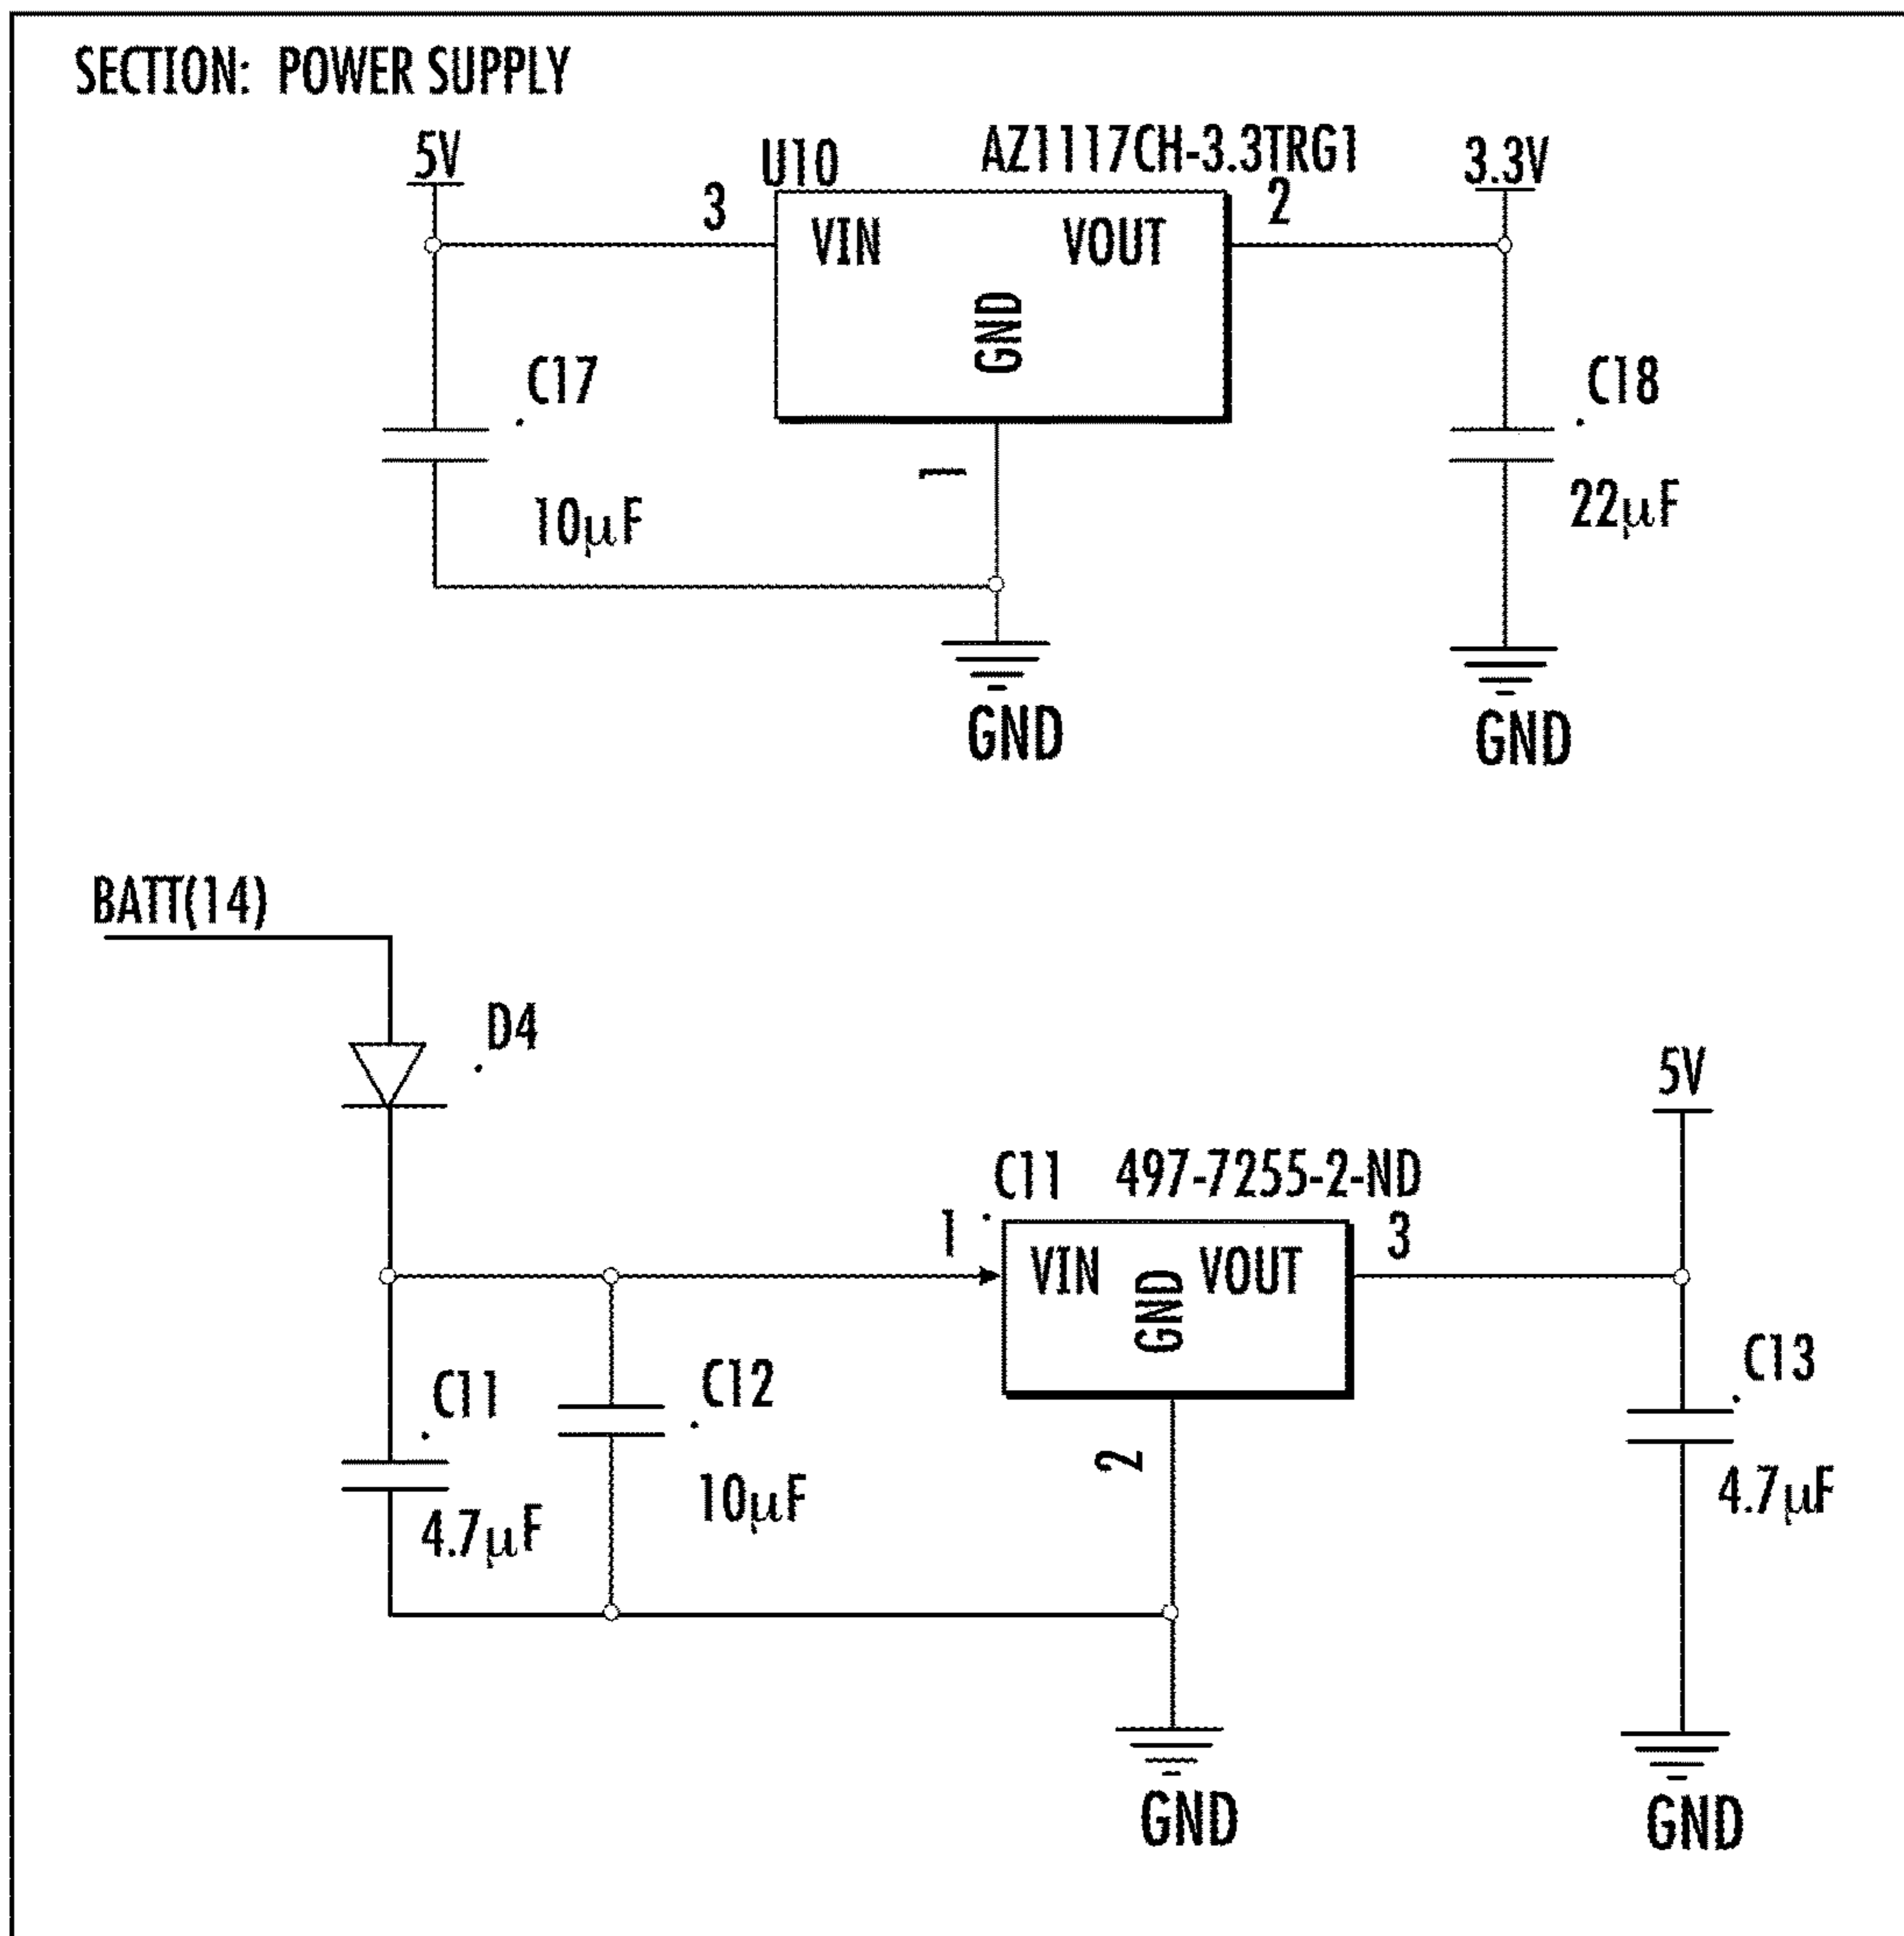 SECTION: POWER SUPPLY
5V
3
U10
AZ1117CH-3.3TRG1
2
3.3V
VIN
VOUT
GND
1
C17
10µF
C18
22µF
GND
GND
BATT(14)
D4
5V
C11
497-7255-2-ND
1
VIN
GND
VOUT
3
2
C11
4.7µF
C12
10µF
C13
4.7µF
GND
GND